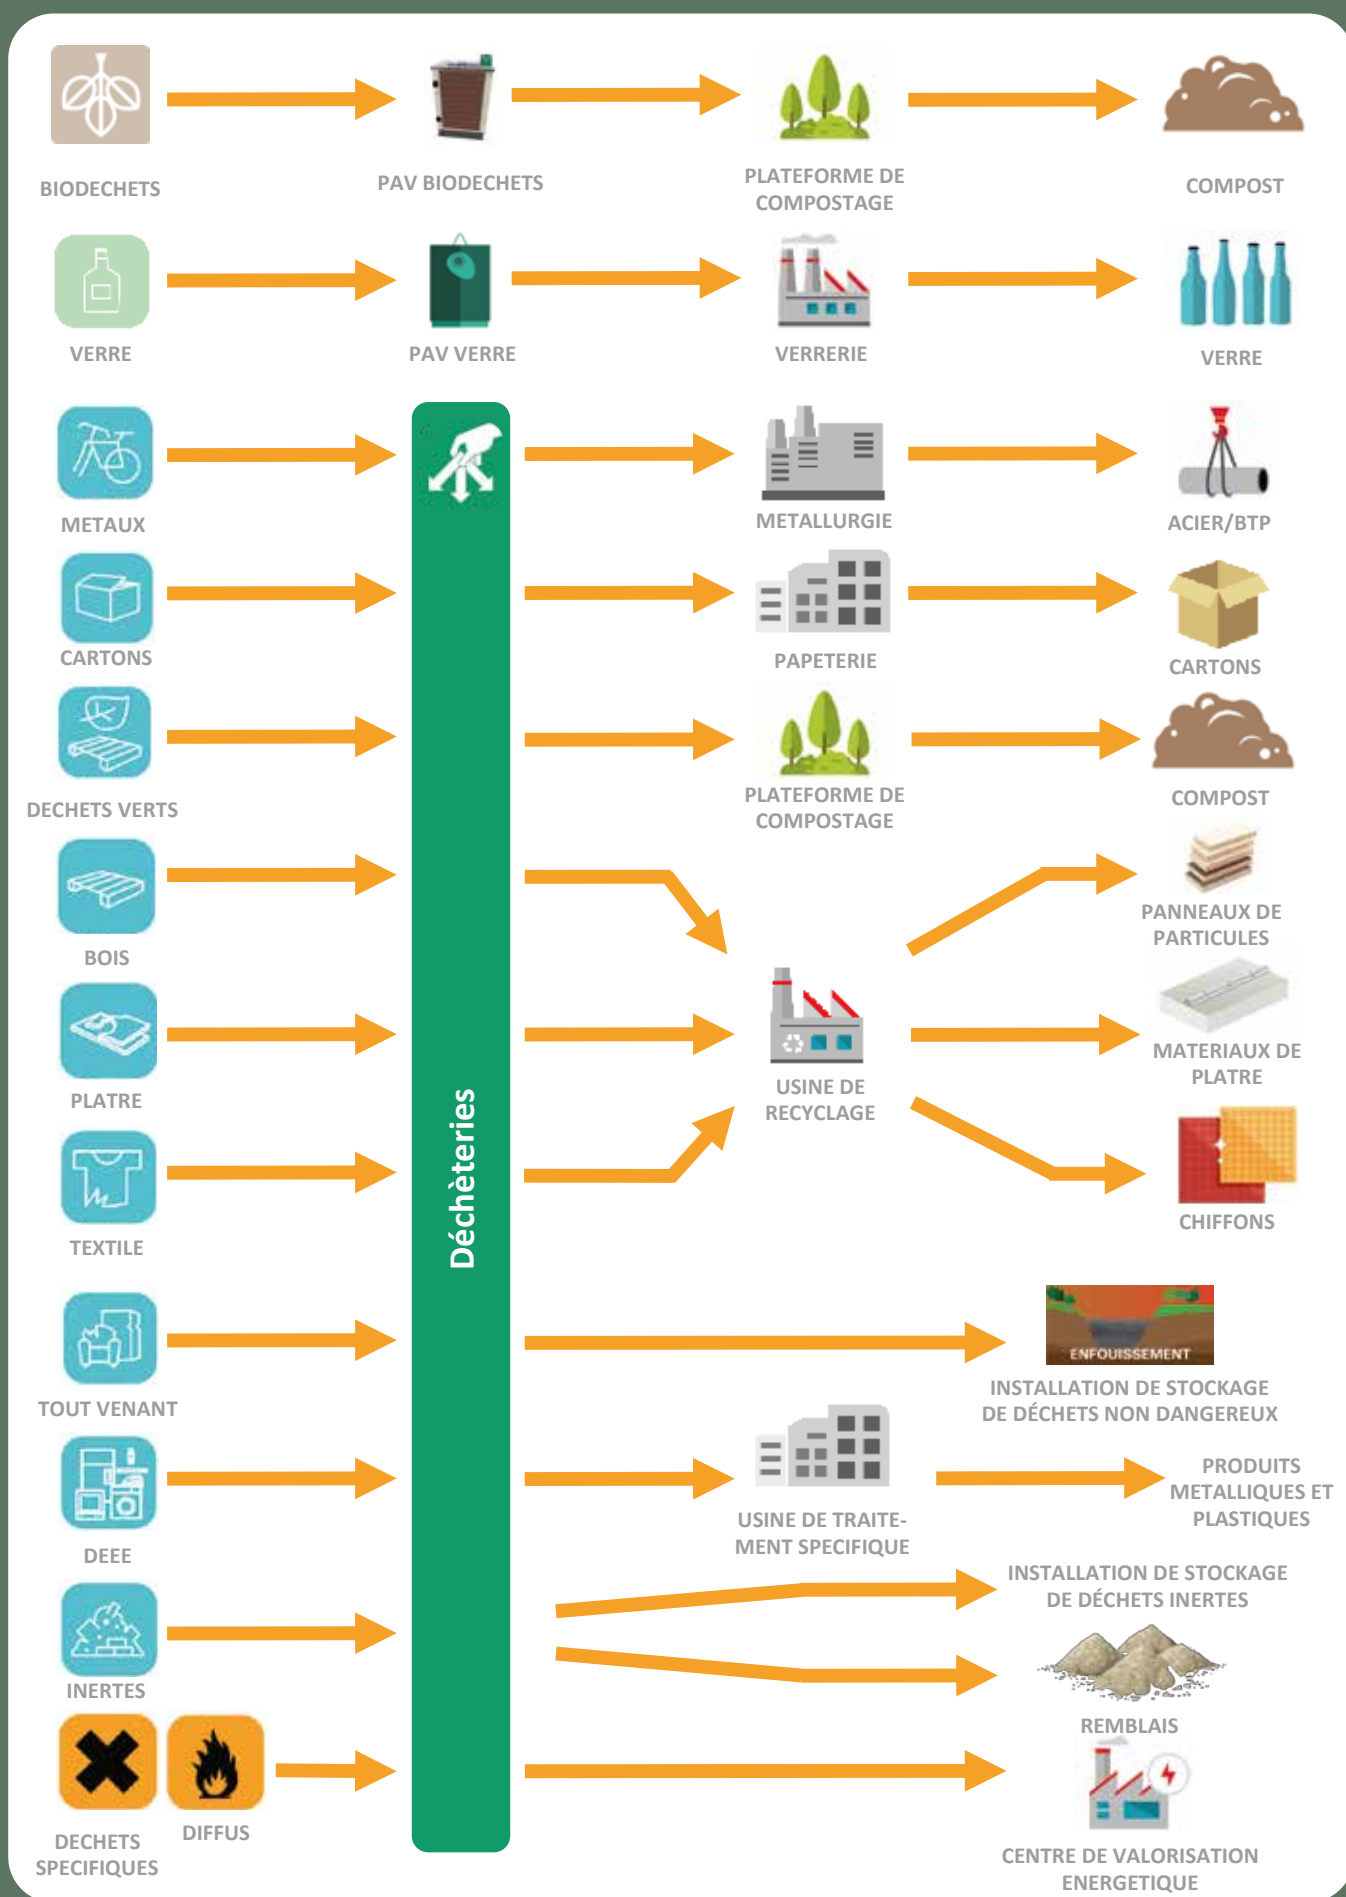 BIODECHETS
PAV BIODECHETS
PLATEFORME DE
COMPOSTAGE
COMPOST
VERRE
PAV VERRE
VERRERIE
VERRE
METAUX
METALLURGIE
ACIER/BTP
CARTONS
PAPETERIE
CARTONS
DECHETS VERTS
PLATEFORME DE
COMPOSTAGE
COMPOST
BOIS
PANNEAUX DE
PARTICULES
PLATRE
USINE DE
RECYCLAGE
MATERIAUX DE
PLATRE
Déchèteries
TEXTILE
CHIFFONS
TOUT VENANT
ENFOUISSEMENT
INSTALLATION DE STOCKAGE
DE DÉCHETS NON DANGEREUX
DEEE
USINE DE TRAITE-
MENT SPECIFIQUE
PRODUITS
METALLIQUES ET
PLASTIQUES
INERTES
INSTALLATION DE STOCKAGE
DE DÉCHETS INERTES
REMBLAIS
DECHETS
SPECIFIQUES
DIFFUS
CENTRE DE VALORISATION
ENERGETIQUE